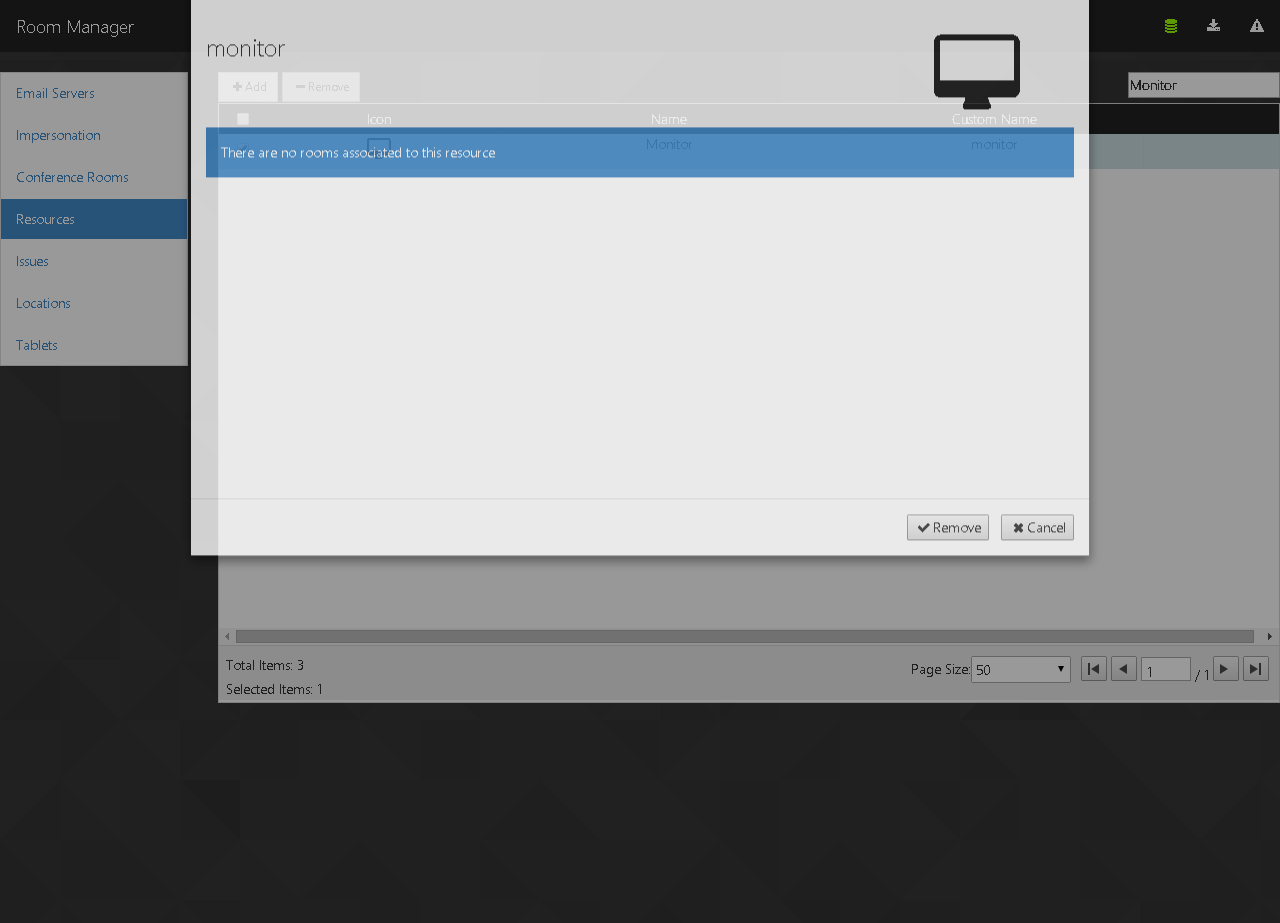 Room Manager
monitor
Add
Remove
Monitor
Icon
Name
Custom Name
Monitor
monitor
There are no rooms associated to this resource
Email Servers
Impersonation
Conference Rooms
Resources
Issues
Locations
Tablets
Remove
Cancel
Total Items: 3
Selected Items: 1
Page Size:
50
1
/ 1